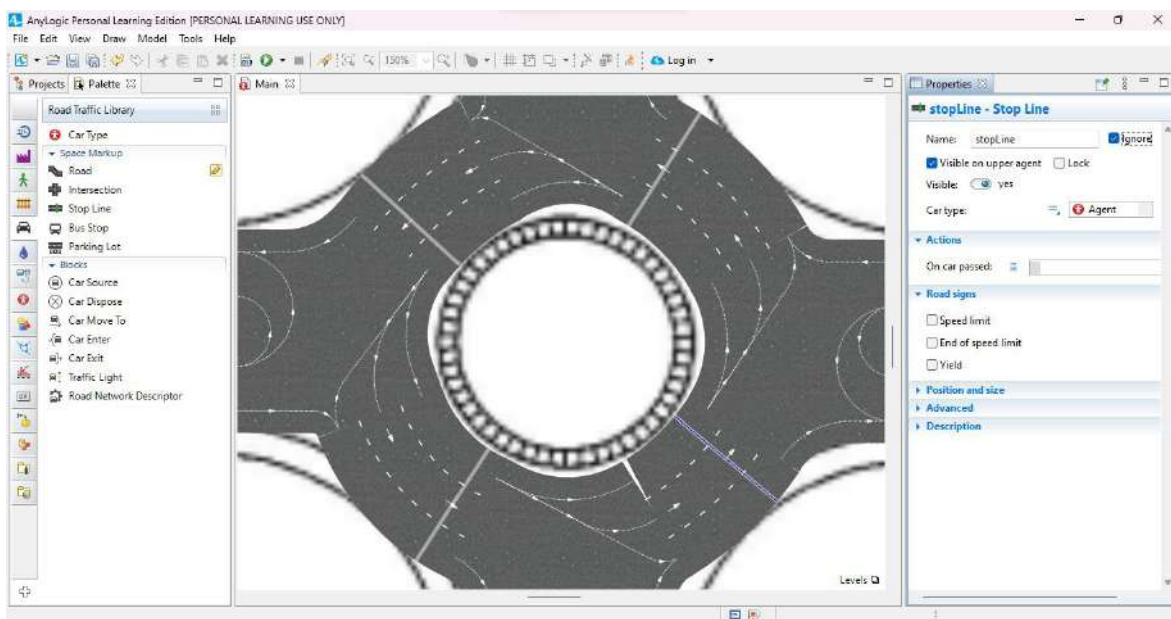 AnyLogic Personal Learning Edition [PERSONAL LEARNING USE ONLY]
File Edit View Draw Model Tools Help
150% Log in
Projects Palette
Road Traffic Library
Car Type
Space Markup
Road
Intersection
Stop Line
Bus Stop
Parking Lot
Blocks
Car Source
Car Dispose
Car Move To
Car Enter
Car Exit
Traffic Light
Road Network Descriptor
Main
Levels
Properties
stopLine - Stop Line
Name: stopLine Ignore
Visible on upper agent Lock
Visible: yes
Car type: Agent
Actions
On car passed:
Road signs
Speed limit
End of speed limit
Yield
Position and size
Advanced
Description